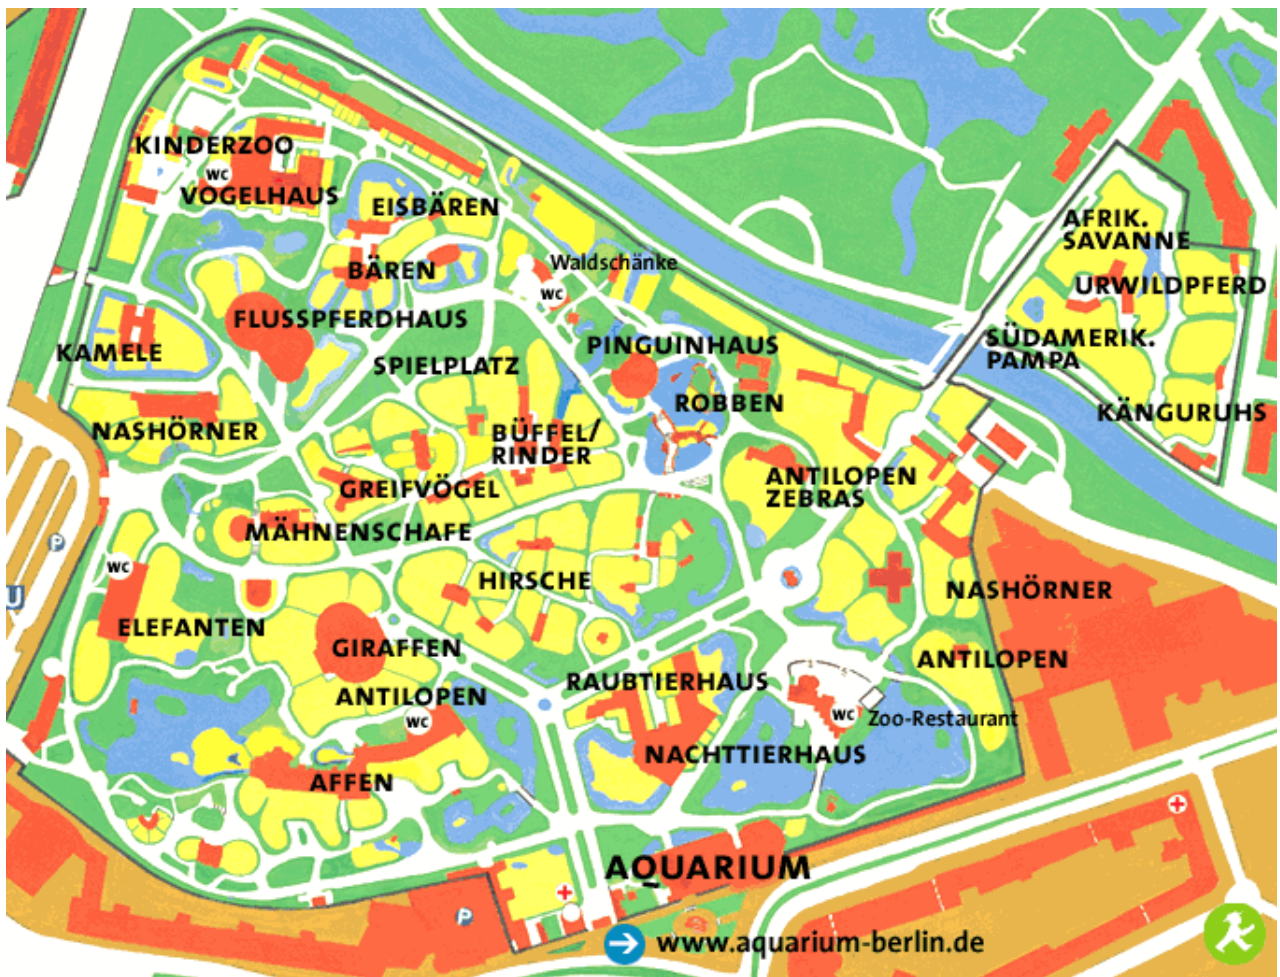 KINDERZOO
WC
VOGELHAUS
EISBÄREN
BÄREN
Waldschänke
WC
AFRIK.
SAVANNE
URWILDPFERD
SÜDAMERIK.
PAMPA
KÄNGURUHS
FLUSSPFERDHAUS
KAMELE
SPIELPLATZ
PINGUINHAUS
ROBBEN
NASHÖRNER
BÜFFEL/
RINDER
GREIFVÖGEL
ANTILOPEN
ZEBRAS
MÄHNENSCHAFE
P
WC
U
HIRSCHE
NASHÖRNER
ELEFANTEN
GIRAFFEN
ANTILOPEN
ANTILOPEN
WC
RAUBTIERHAUS
WC
Zoo-Restaurant
NACHTTIERHAUS
AFFEN
AQUARIUM
P
www.aquarium-berlin.de